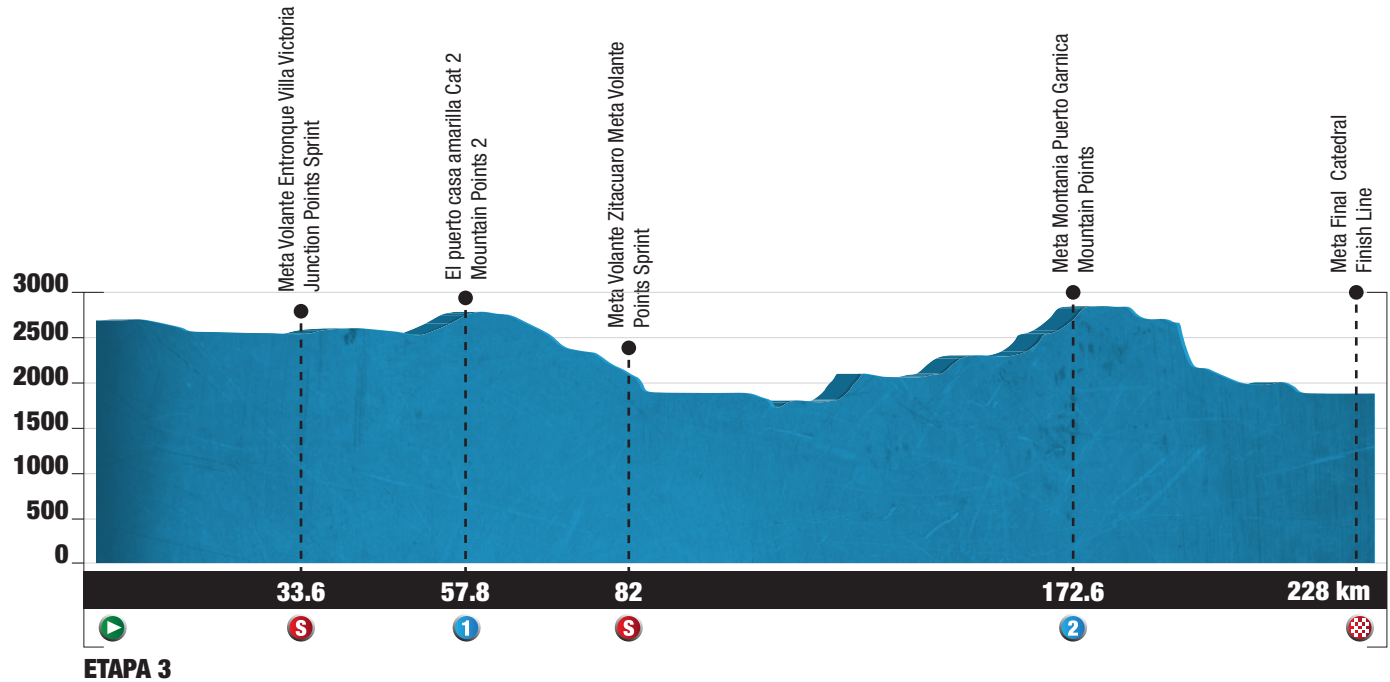 Meta Volante Entronque Villa Victoria
Junction Points Sprint
El puerto casa amarilla Cat 2
Mountain Points 2
Meta Volante Zitacuaro Meta Volante
Points Sprint
Meta Montania Puerto Garnica
Mountain Points
Meta Final Catedral
Finish Line
3000
2500
2000
1500
1000
500
0
33.6
57.8
82
172.6
228 km
S
1
S
2
ETAPA 3